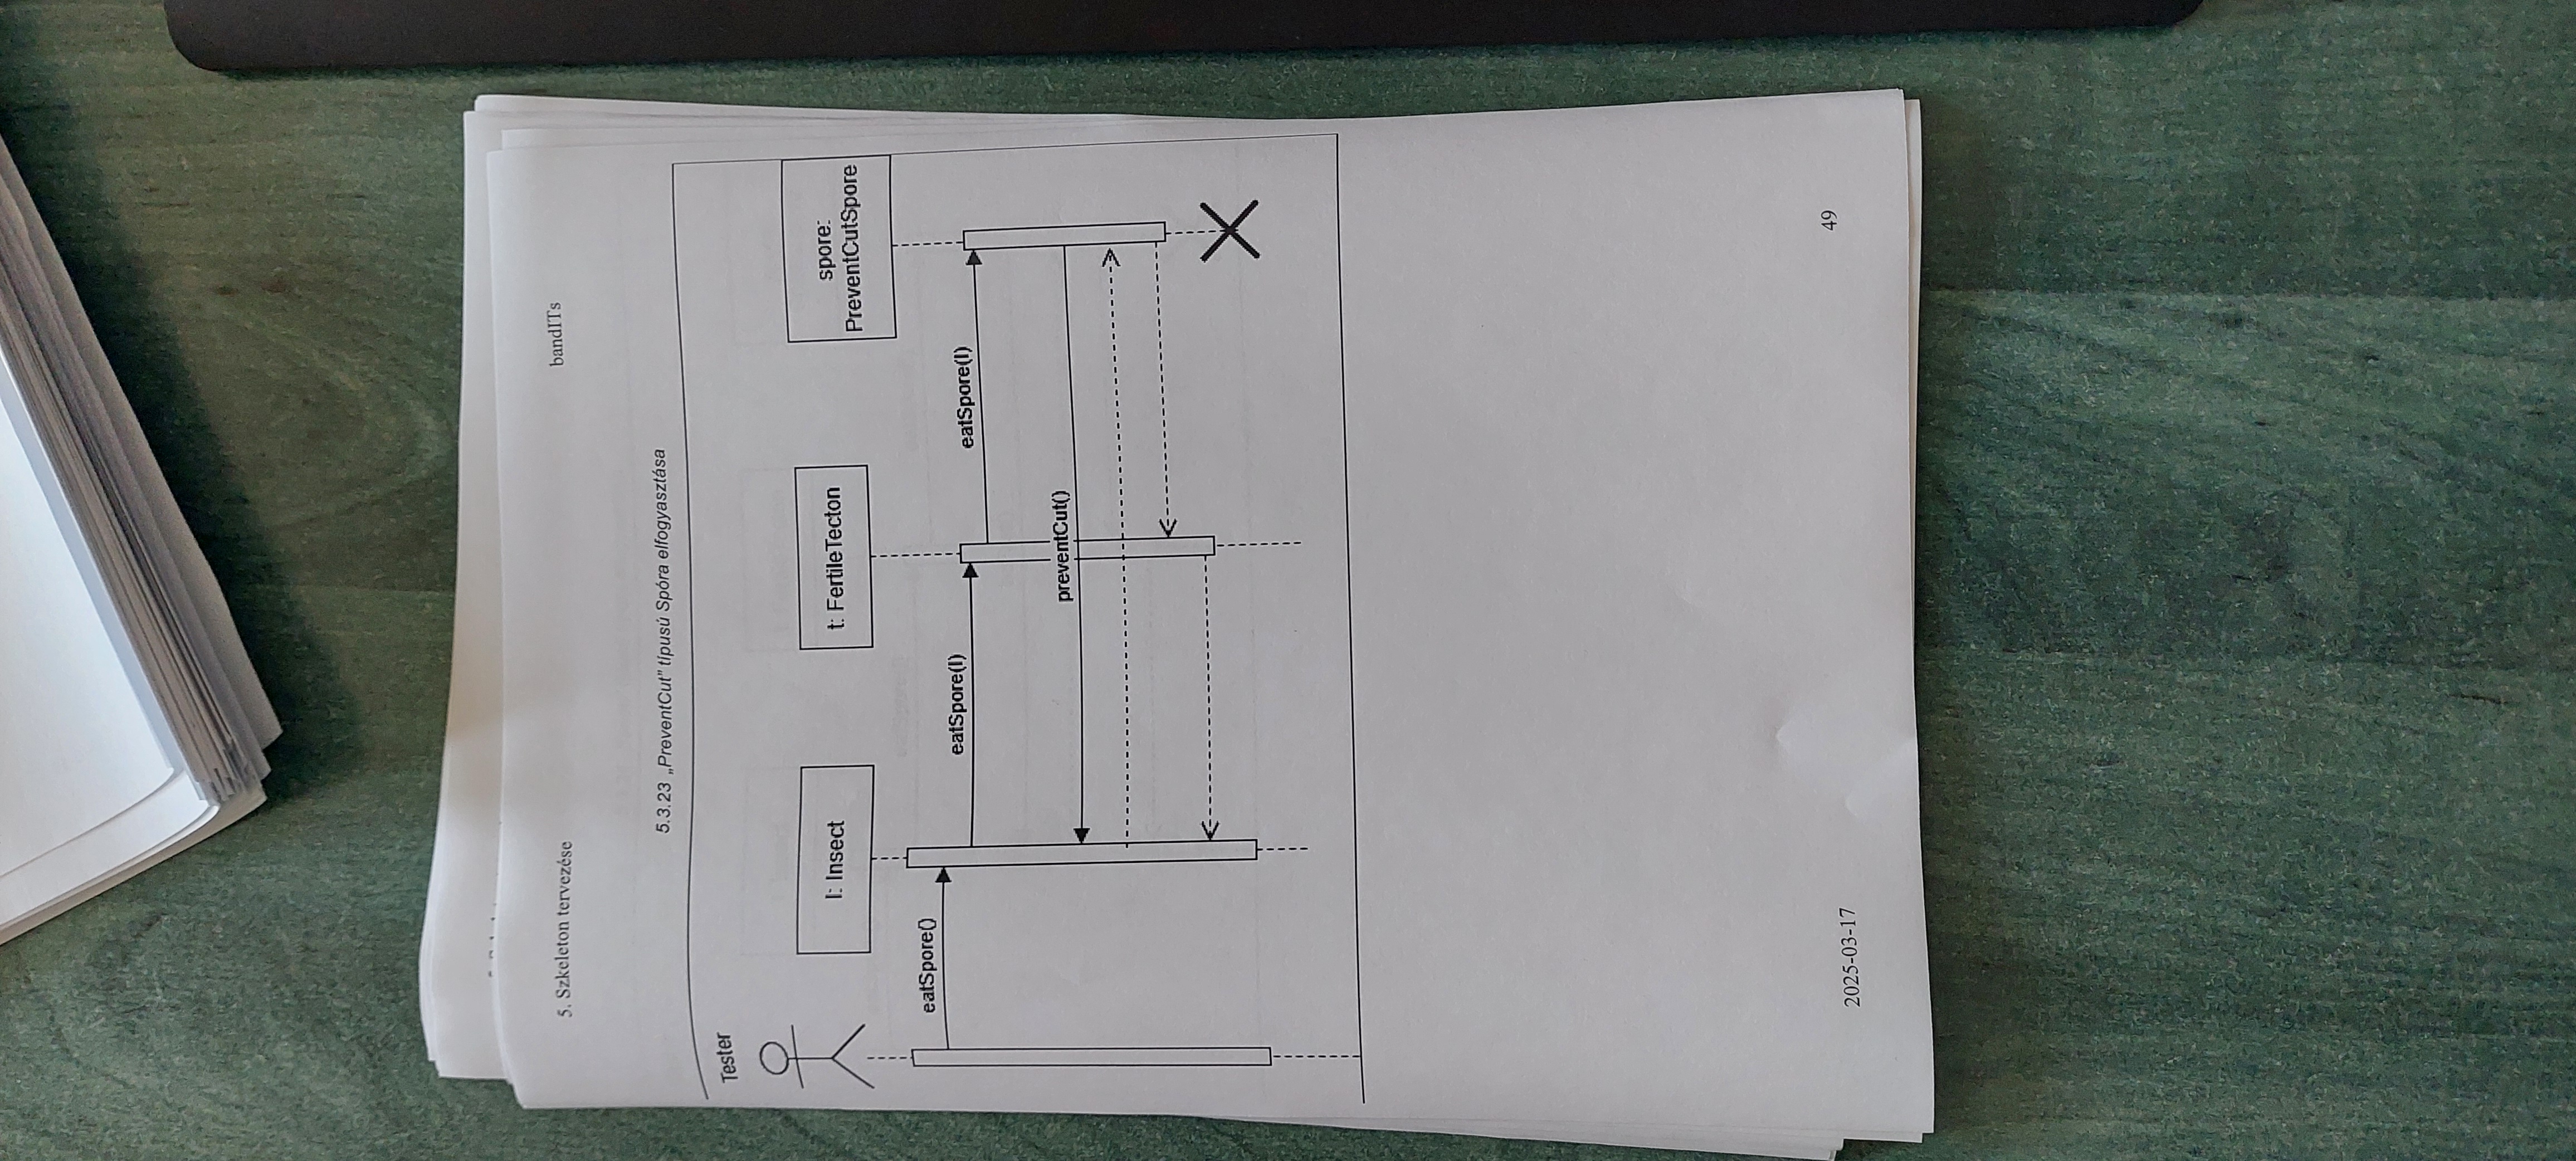 5. Szkeleton tervezése
bandITs
5.3.23 „PreventCut” típusú Spóra elfogyasztása
Tester
I: Insect
t: FertileTecton
spore:
PreventCutSpore
eatSpore()
eatSpore(I)
eatSpore(I)
preventCut()
2025-03-17
49